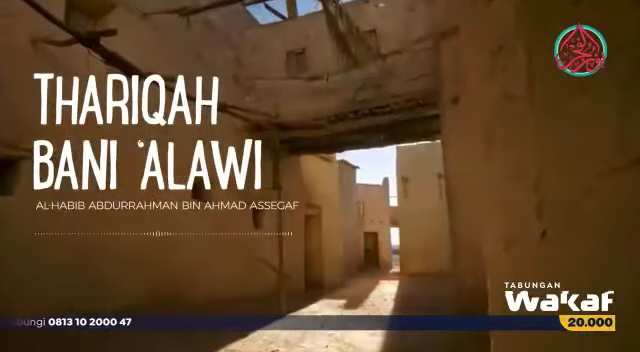 THARIQAH
BANI 'ALAWI
AL-HABIB ABDURRAHMAN BIN AHMAD ASSEGAF
TABUNGAN
Wakaf
20.000
0813 10 2000 47